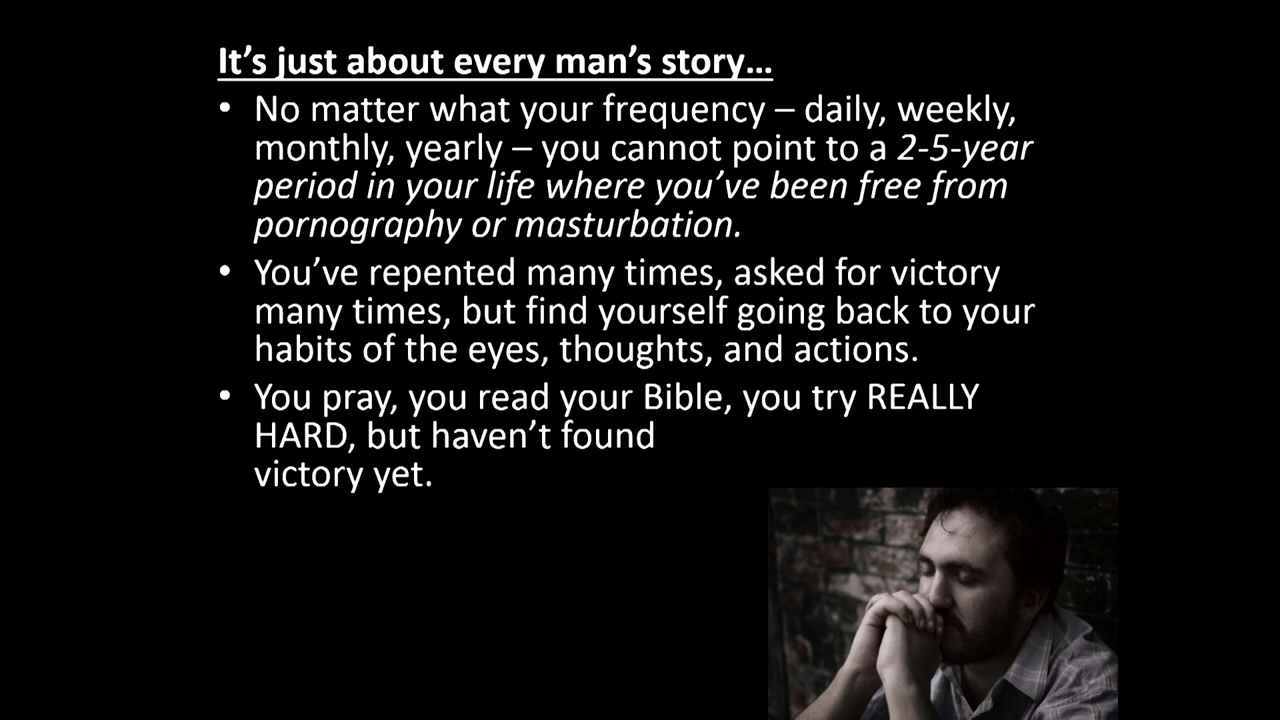 It’s just about every man’s story…
• No matter what your frequency – daily, weekly,
monthly, yearly – you cannot point to a 2-5-year
period in your life where you’ve been free from
pornography or masturbation.
• You’ve repented many times, asked for victory
many times, but find yourself going back to your
habits of the eyes, thoughts, and actions.
• You pray, you read your Bible, you try REALLY
HARD, but haven’t found
victory yet.